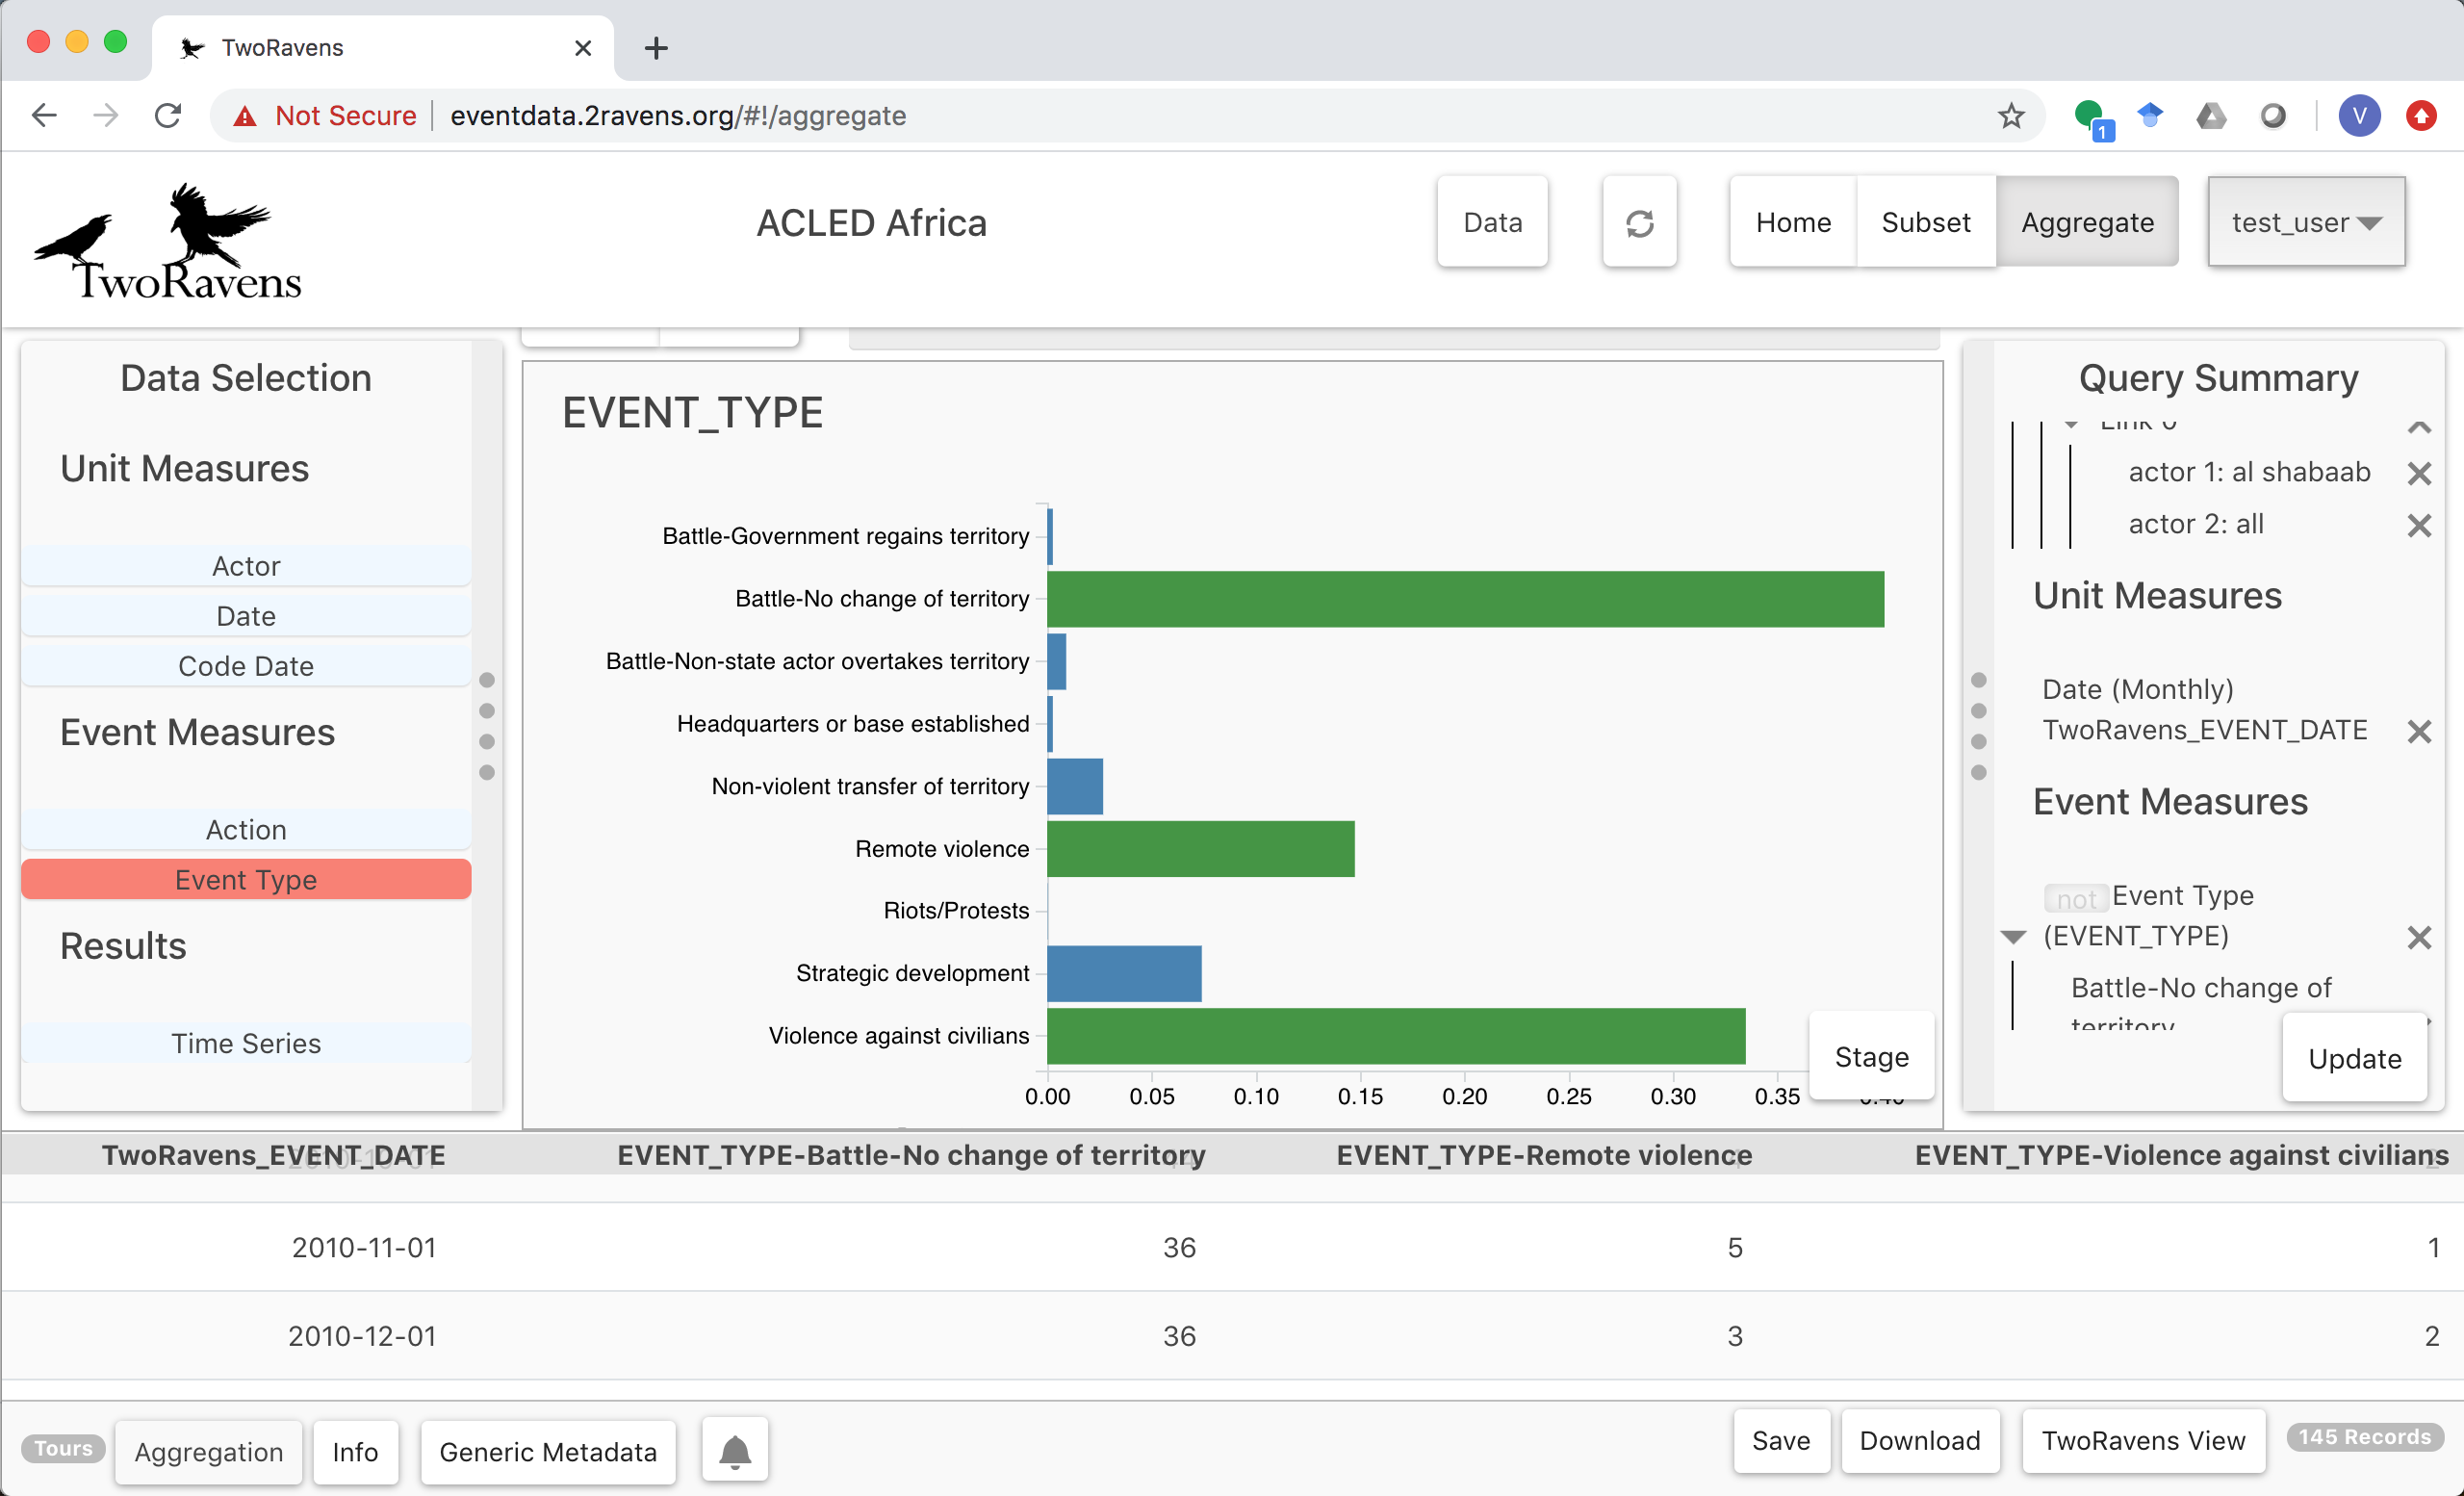 TwoRavens
Not Secure eventdata.2ravens.org/#!/aggregate
1
V
TwoRavens
ACLED Africa
Data
Home Subset Aggregate
test_user
Data Selection
Unit Measures
Actor
Date
Code Date
Event Measures
Action
Event Type
Results
Time Series
EVENT_TYPE
Battle-Government regains territory
Battle-No change of territory
Battle-Non-state actor overtakes territory
Headquarters or base established
Non-violent transfer of territory
Remote violence
Riots/Protests
Strategic development
Violence against civilians
0.00 0.05 0.10 0.15 0.20 0.25 0.30 0.35 0.40
Stage
Query Summary
Link 0
actor 1: al shabaab
actor 2: all
Unit Measures
Date (Monthly)
TwoRavens_EVENT_DATE
Event Measures
not Event Type
(EVENT_TYPE)
Battle-No change of
territory
Update
TwoRavens_EVENT_DATE EVENT_TYPE-Battle-No change of territory EVENT_TYPE-Remote violence EVENT_TYPE-Violence against civilians
2010-11-01 36 5 1
2010-12-01 36 3 2
Tours Aggregation Info Generic Metadata
Save Download TwoRavens View 145 Records